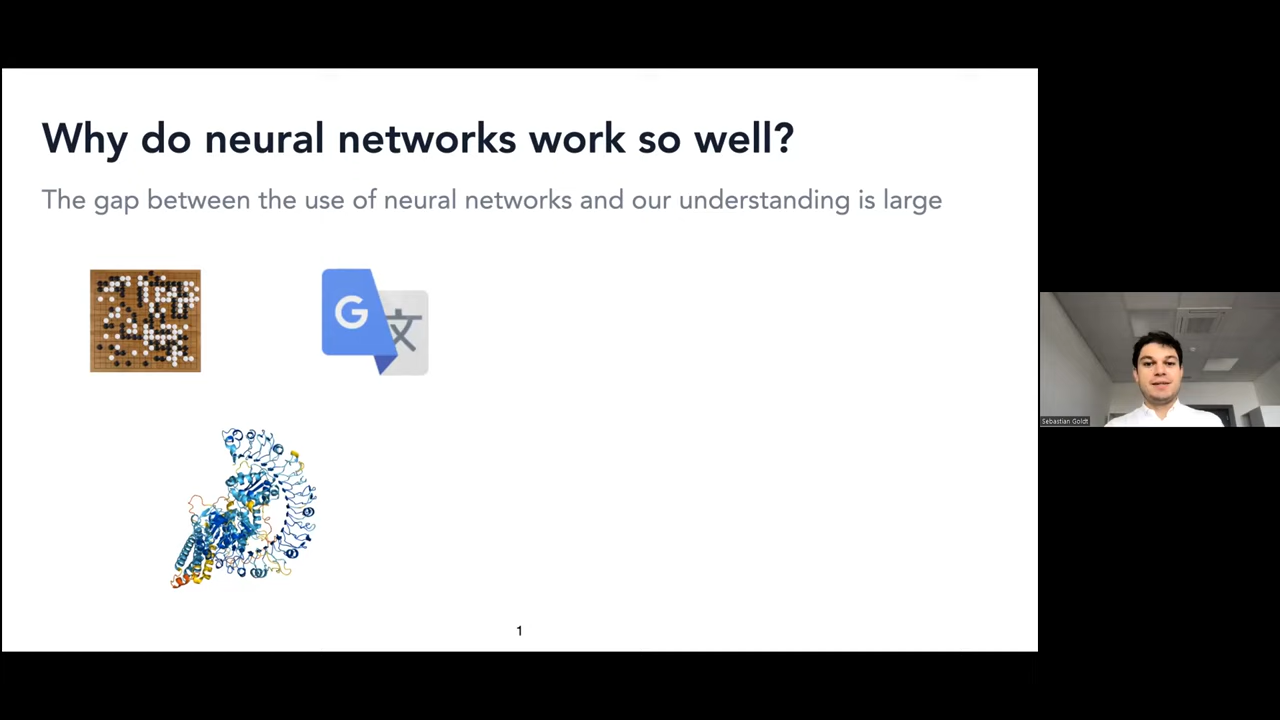 Why do neural networks work so well?
The gap between the use of neural networks and our understanding is large
G
文
Sebastian Goldt
1